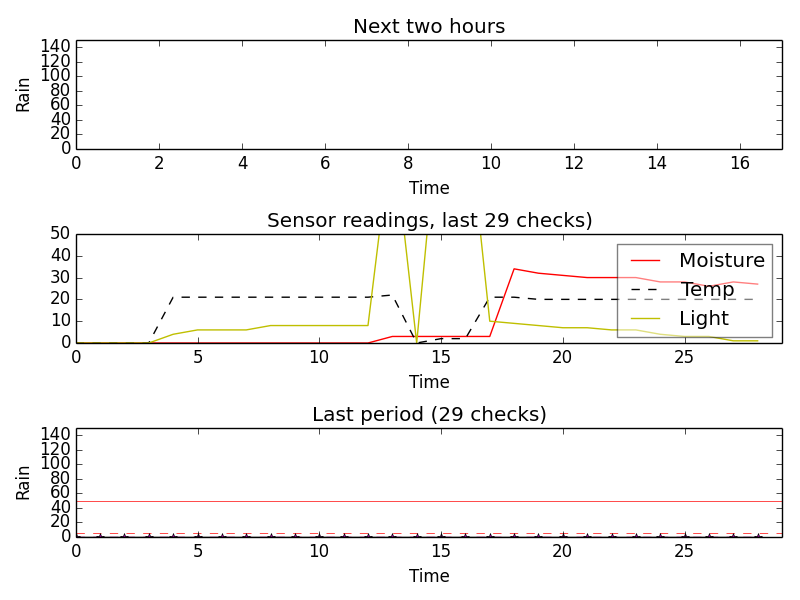 Next two hours
140
120
100
80
60
40
20
0
Rain
0 2 4 6 8 10 12 14 16
Time
Sensor readings, last 29 checks)
50
40
30
20
10
0
Moisture
Temp
Light
0 5 10 15 20 25
Time
Last period (29 checks)
140
120
100
80
60
40
20
0
Rain
0 5 10 15 20 25
Time